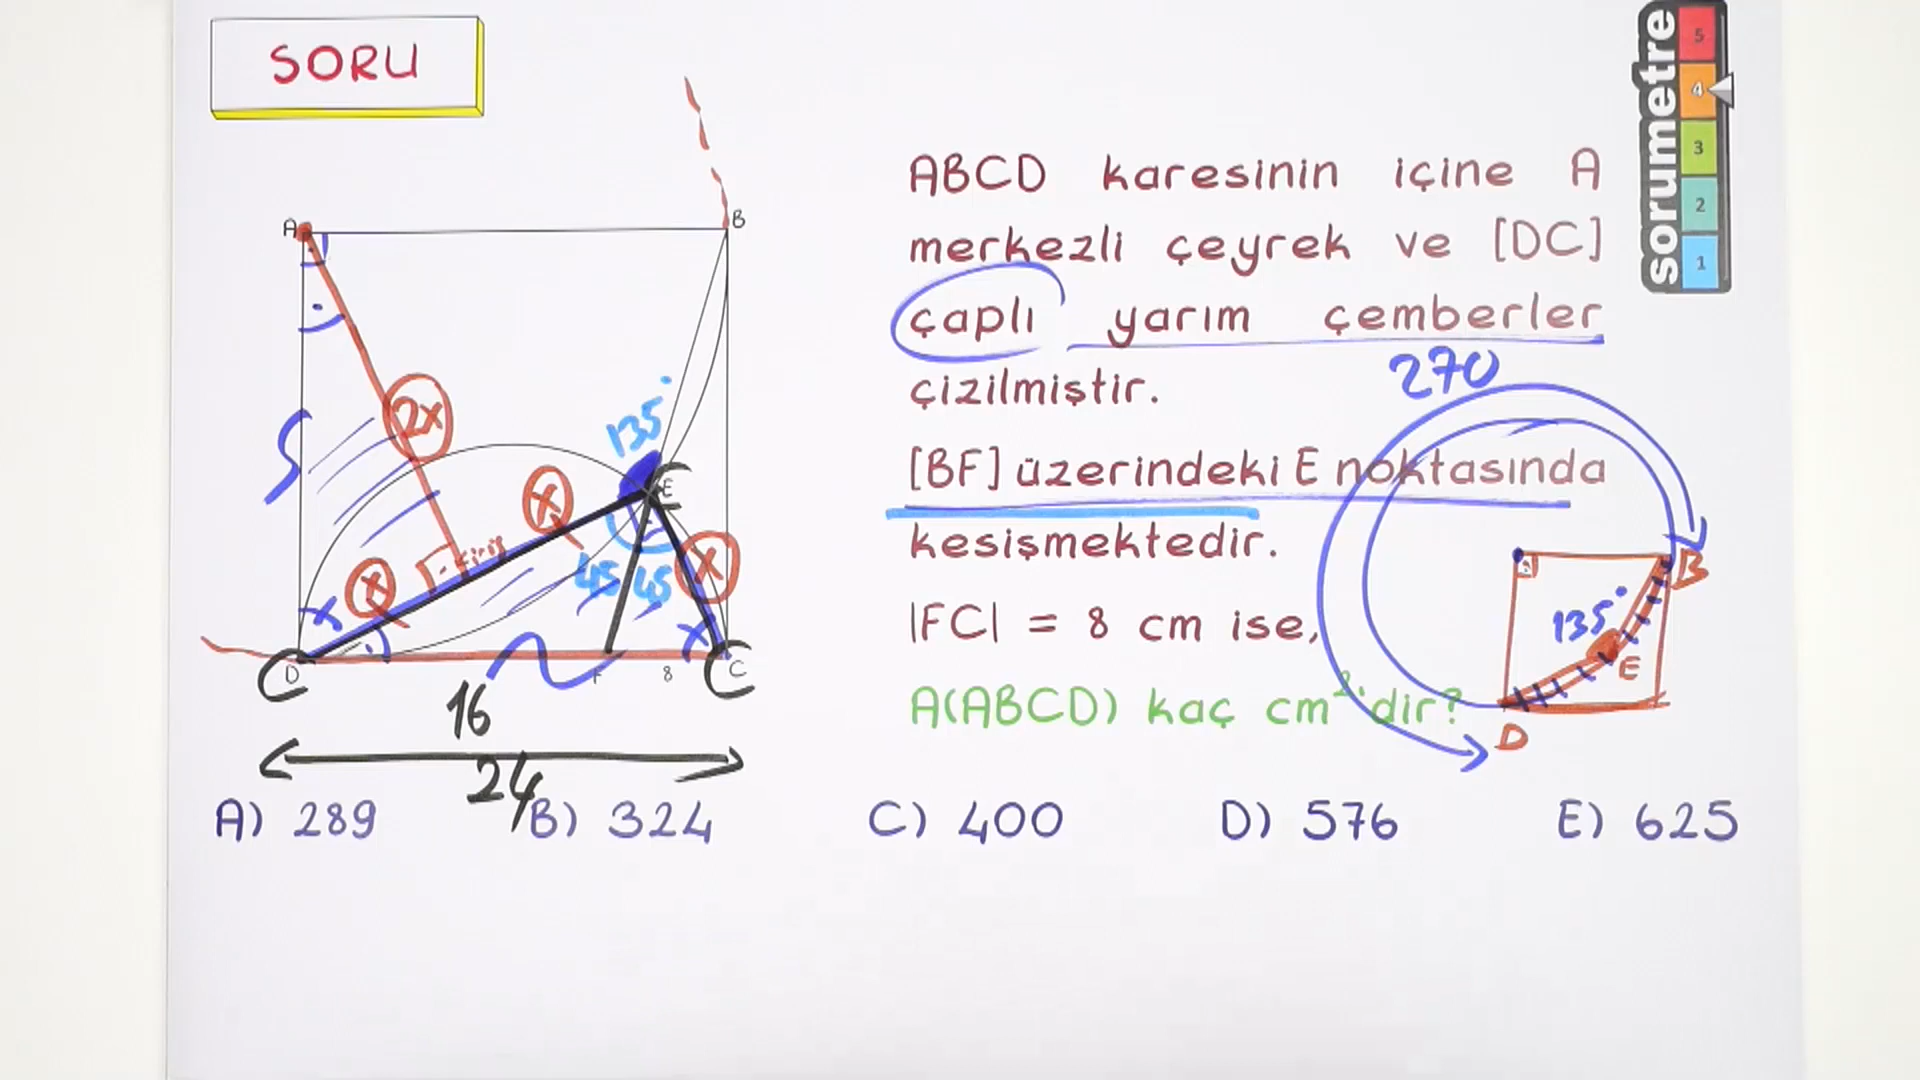 SORU
sorumetre
5
4
3
2
1
ABCD karesinin içine A
merkezli çeyrek ve [DC]
çaplı yarım çemberler
çizilmiştir.
[BF] üzerindeki E noktasında
kesişmektedir.
|FC| = 8 cm ise,
A(ABCD) kaç cm²'dir?
270
135°
B
E
D
A
B
S
2x
135°
E
x
x
x
45
45
x
x
D
F
8
C
16
24
A) 289
B) 324
C) 400
D) 576
E) 625